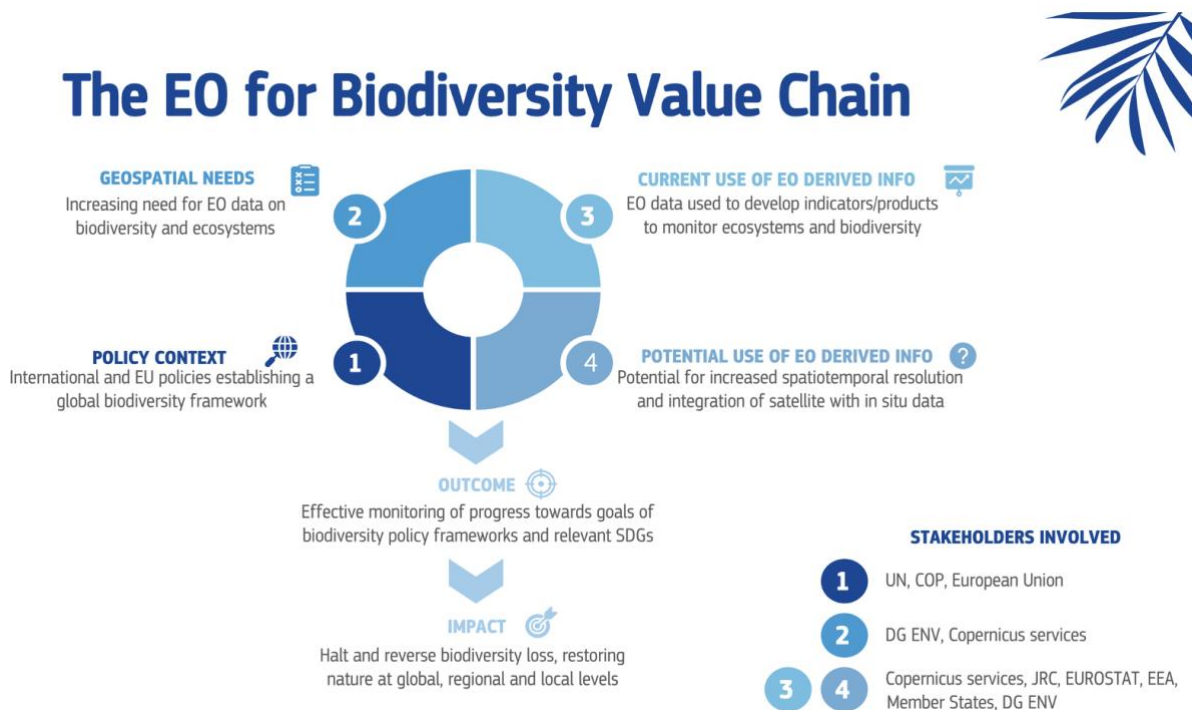 The EO for Biodiversity Value Chain
GEOSPATIAL NEEDS
Increasing need for EO data on
biodiversity and ecosystems
2
3
CURRENT USE OF EO DERIVED INFO
EO data used to develop indicators/products
to monitor ecosystems and biodiversity
POLICY CONTEXT
International and EU policies establishing a
global biodiversity framework
1
4
POTENTIAL USE OF EO DERIVED INFO
?
Potential for increased spatiotemporal resolution
and integration of satellite with in situ data
OUTCOME
Effective monitoring of progress towards goals of
biodiversity policy frameworks and relevant SDGs
IMPACT
Halt and reverse biodiversity loss, restoring
nature at global, regional and local levels
STAKEHOLDERS INVOLVED
1 UN, COP, European Union
2 DG ENV, Copernicus services
3 4 Copernicus services, JRC, EUROSTAT, EEA,
Member States, DG ENV